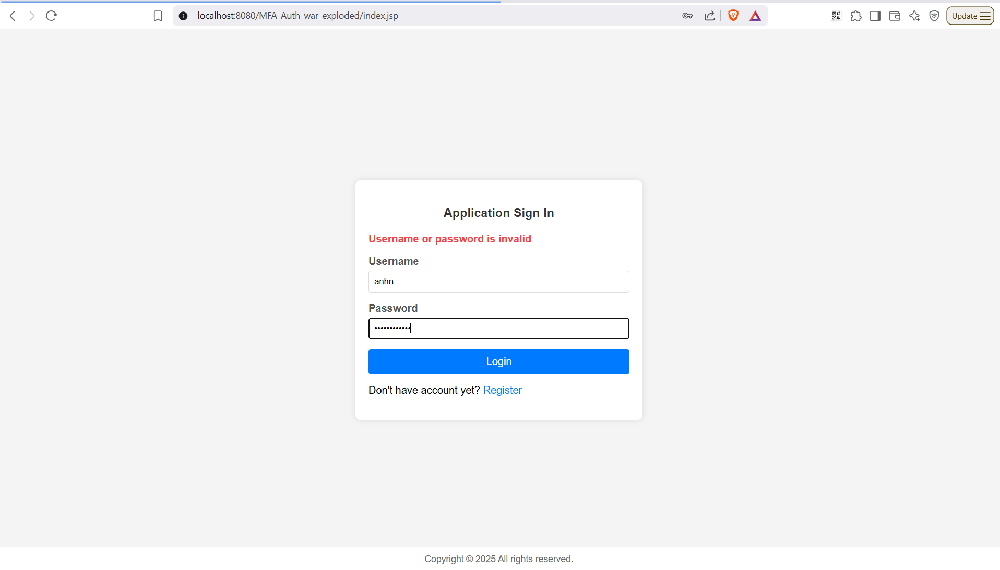 localhost:8080/MFA_Auth_war_exploded/index.jsp
Update
Application Sign In
Username or password is invalid
Username
anhn
Password
••••••••••••
Login
Don't have account yet? Register
Copyright © 2025 All rights reserved.